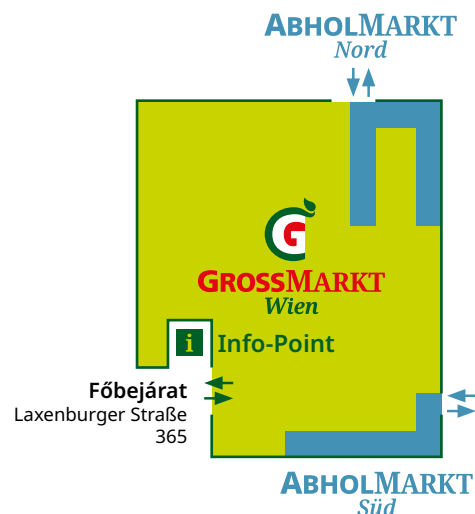 ABHOLMARKT
Nord
G
GROSSMARKT
Wien
i Info-Point
Főbejárat
Laxenburger Straße
365
ABHOLMARKT
Süd